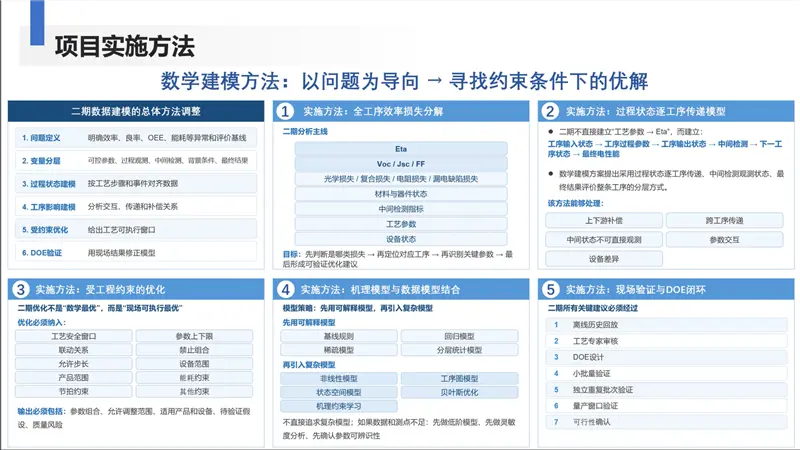 项目实施方法
数学建模方法：以问题为导向 → 寻找约束条件下的优解
二期数据建模的总体方法调整
1. 问题定义 明确效率、良率、OEE、能耗等异常和评价基线
2. 变量分层 可控参数、过程观测、中间检测、背景条件、最终结果
3. 过程状态建模 按工艺步骤和事件对齐数据
4. 工序影响建模 分析交互、传递和补偿关系
5. 受约束优化 给出工艺可执行窗口
6. DOE验证 用现场结果修正模型
1 实施方法：全工序效率损失分解
二期分析主线
Eta
Voc / Jsc / FF
光学损失 / 复合损失 / 电阻损失 / 漏电缺陷损失
材料与器件状态
中间检测指标
工艺参数
设备状态
目标：先判断是哪类损失 → 再定位对应工序 → 再识别关键参数 → 最
后形成可验证优化建议
2 实施方法：过程状态逐工序传递模型
● 二期不直接建立“工艺参数 → Eta”，而建立：
工序输入状态 → 工序过程参数 → 工序输出状态 → 中间检测 → 下一工
序状态 → 最终电性能
● 数学建模方案提出采用过程状态逐工序传递、中间检测观测状态、最
终结果评价整条工序的分层方式。
该方法能够处理：
上下游补偿 跨工序传递
中间状态不可直接观测 参数交互
设备差异
3 实施方法：受工程约束的优化
二期优化不是“数学最优”，而是“现场可执行最优”
优化必须纳入：
工艺安全窗口 参数上下限
联动关系 禁止组合
允许步长 设备范围
产品范围 能耗约束
节拍约束 其他约束
输出必须包括：参数组合、允许调整范围、适用产品和设备、待验证假
设、质量风险
4 实施方法：机理模型与数据模型结合
模型策略：先用可解释模型，再引入复杂模型
先用可解释模型
基线规则 回归模型
稀疏模型 分层统计模型
再引入复杂模型
非线性模型 工序图模型
状态空间模型 贝叶斯优化
机理约束学习
不直接追求复杂模型；如果数据和测点不足：先做低阶模型，先做灵敏
度分析，先确认参数可辨识性
5 实施方法：现场验证与DOE闭环
二期所有关键建议必须经过
1 离线历史回放
2 工艺专家审核
3 DOE设计
4 小批量验证
5 独立重复批次验证
6 量产窗口验证
7 可行性确认